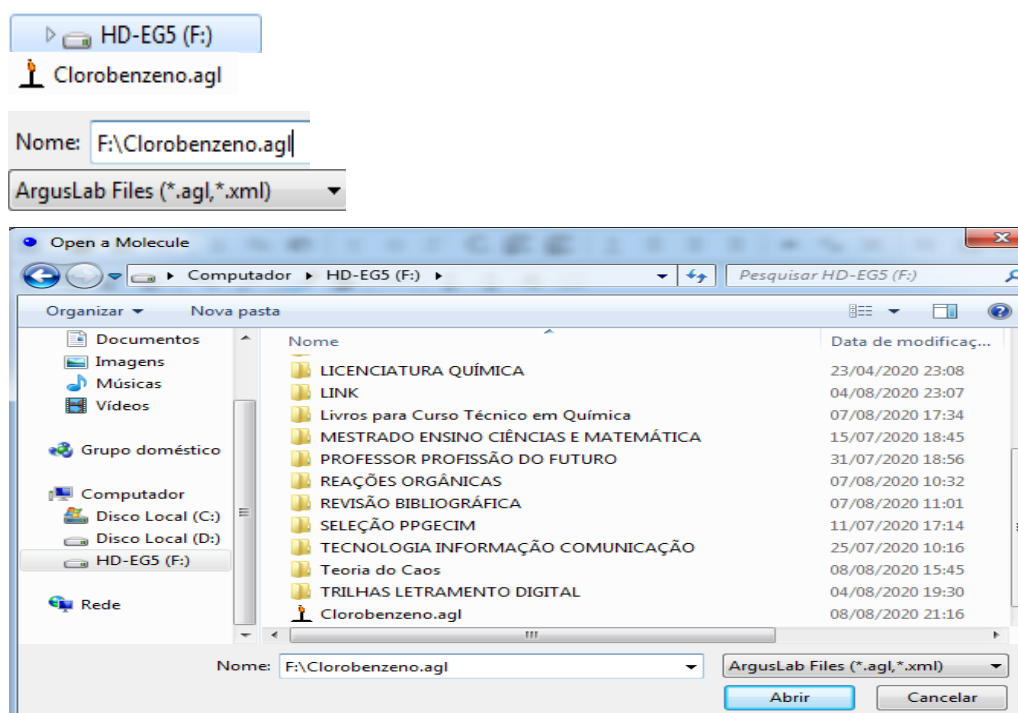 HD-EG5 (F:)
Clorobenzeno.agl
Nome: F:\Clorobenzeno.agl
ArgusLab Files (*.agl,*.xml)
Open a Molecule
Computador HD-EG5 (F:) Pesquisar HD-EG5 (F:)
Organizar Nova pasta
Documentos
Imagens
Músicas
Vídeos
Grupo doméstico
Computador
Disco Local (C:)
Disco Local (D:)
HD-EG5 (F:)
Rede
Nome Data de modificaç...
LICENCIATURA QUÍMICA 23/04/2020 23:08
LINK 04/08/2020 23:07
Livros para Curso Técnico em Química 07/08/2020 17:34
MESTRADO ENSINO CIÊNCIAS E MATEMÁTICA 15/07/2020 18:45
PROFESSOR PROFISSÃO DO FUTURO 31/07/2020 18:56
REAÇÕES ORGÂNICAS 07/08/2020 10:32
REVISÃO BIBLIOGRÁFICA 07/08/2020 11:01
SELEÇÃO PPGECIM 11/07/2020 17:14
TECNOLOGIA INFORMAÇÃO COMUNICAÇÃO 25/07/2020 10:16
Teoria do Caos 08/08/2020 15:45
TRILHAS LETRAMENTO DIGITAL 04/08/2020 19:30
Clorobenzeno.agl 08/08/2020 21:16
Nome: F:\Clorobenzeno.agl ArgusLab Files (*.agl,*.xml)
Abrir Cancelar